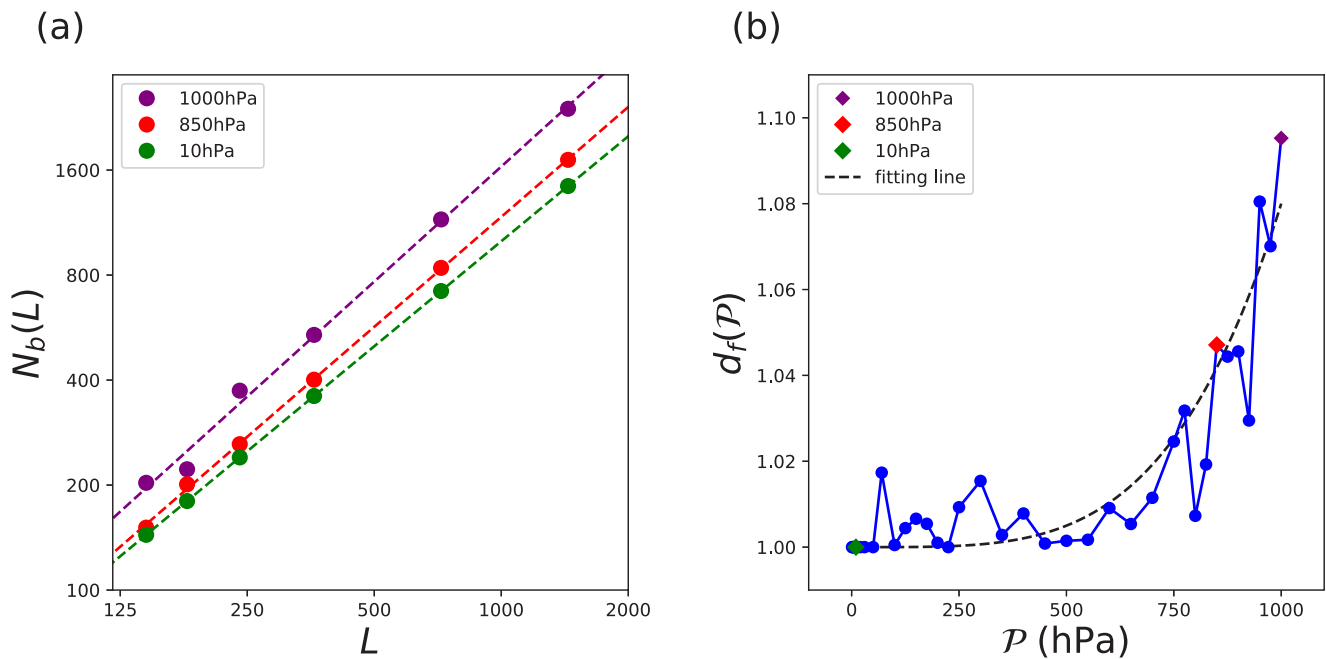 (a)
1000hPa
850hPa
10hPa
1600
800
400
200
100
125 250 500 1000 2000
N_b(L)
L
(b)
1000hPa
850hPa
10hPa
fitting line
1.10
1.08
1.06
1.04
1.02
1.00
0 250 500 750 1000
d_f(𝒫)
𝒫 (hPa)